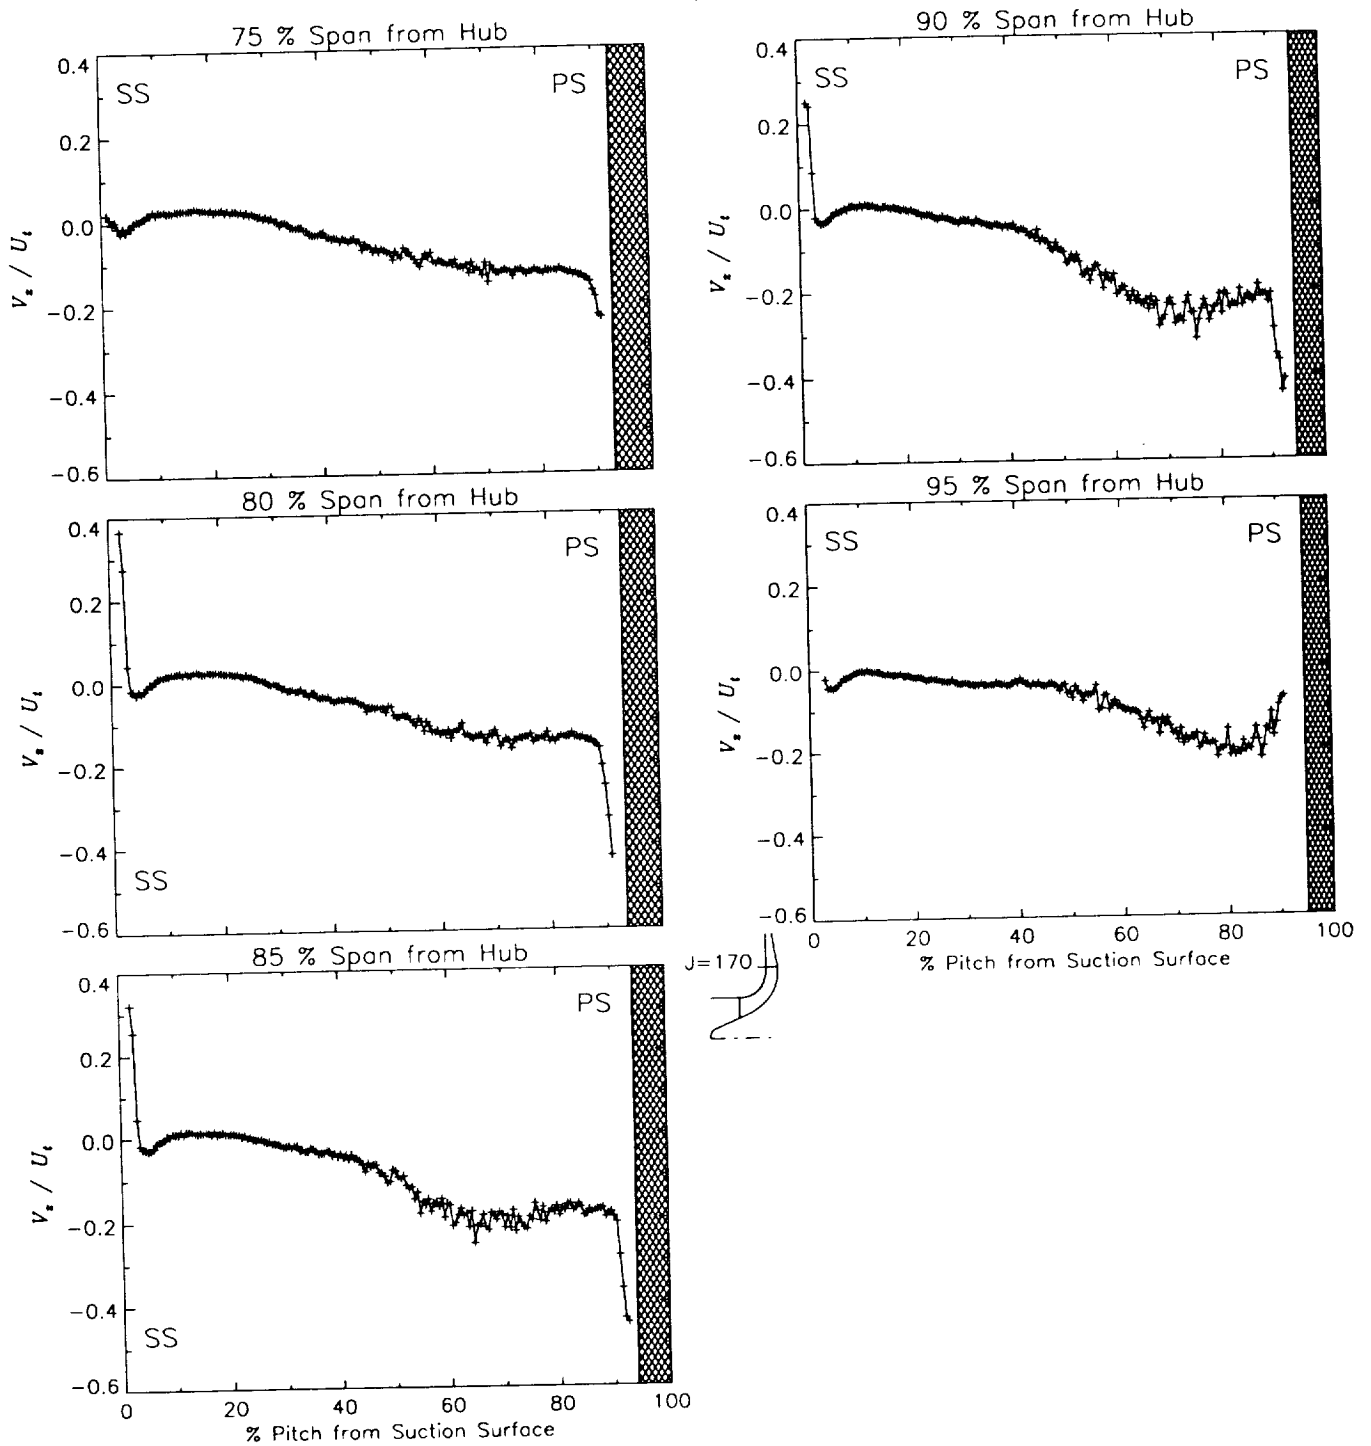 75 % Span from Hub
0.4
0.2
0.0
−0.2
−0.4
−0.6
V_z / U_t
SS
PS
80 % Span from Hub
0.4
0.2
0.0
−0.2
−0.4
−0.6
V_z / U_t
SS
PS
85 % Span from Hub
0.4
0.2
0.0
−0.2
−0.4
−0.6
V_z / U_t
SS
PS
0 20 40 60 80 100
% Pitch from Suction Surface
90 % Span from Hub
0.4
0.2
0.0
−0.2
−0.4
−0.6
V_z / U_t
SS
PS
95 % Span from Hub
0.4
0.2
0.0
−0.2
−0.4
−0.6
V_z / U_t
SS
PS
0 20 40 60 80 100
% Pitch from Suction Surface
J=170